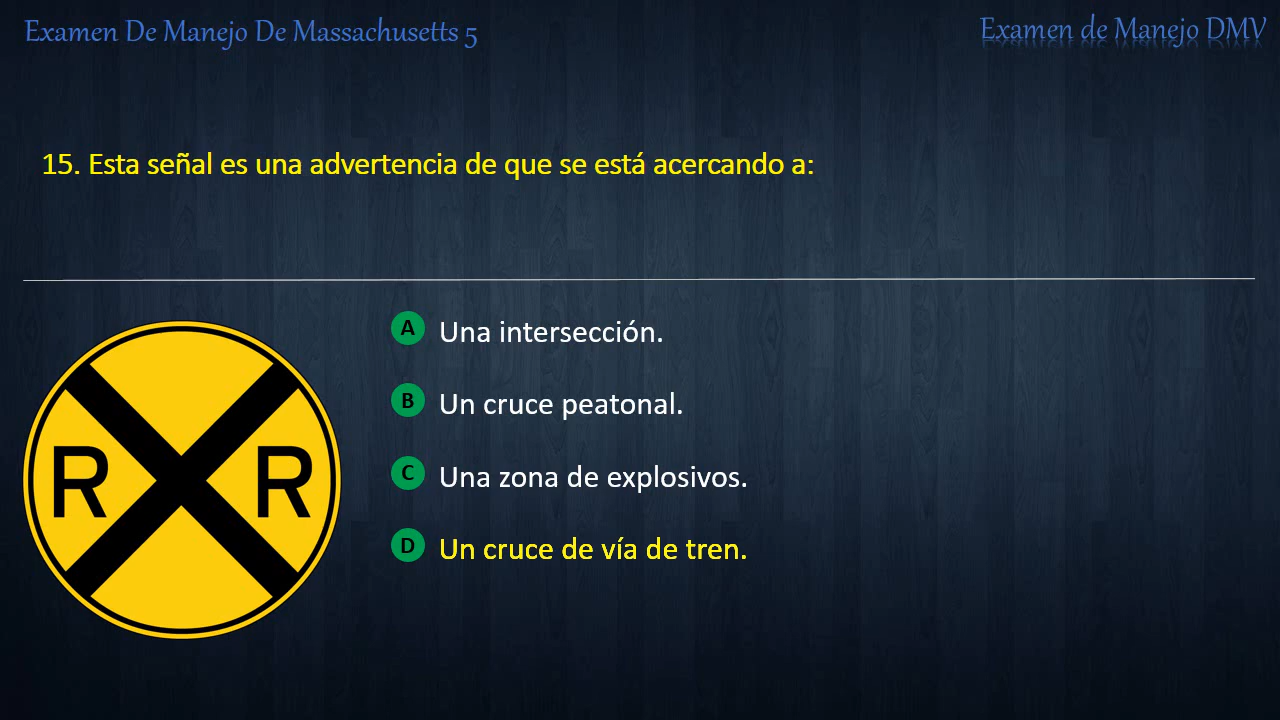 Examen De Manejo De Massachusetts 5
Examen de Manejo DMV
15. Esta señal es una advertencia de que se está acercando a:
A Una intersección.
B Un cruce peatonal.
C Una zona de explosivos.
D Un cruce de vía de tren.
R R